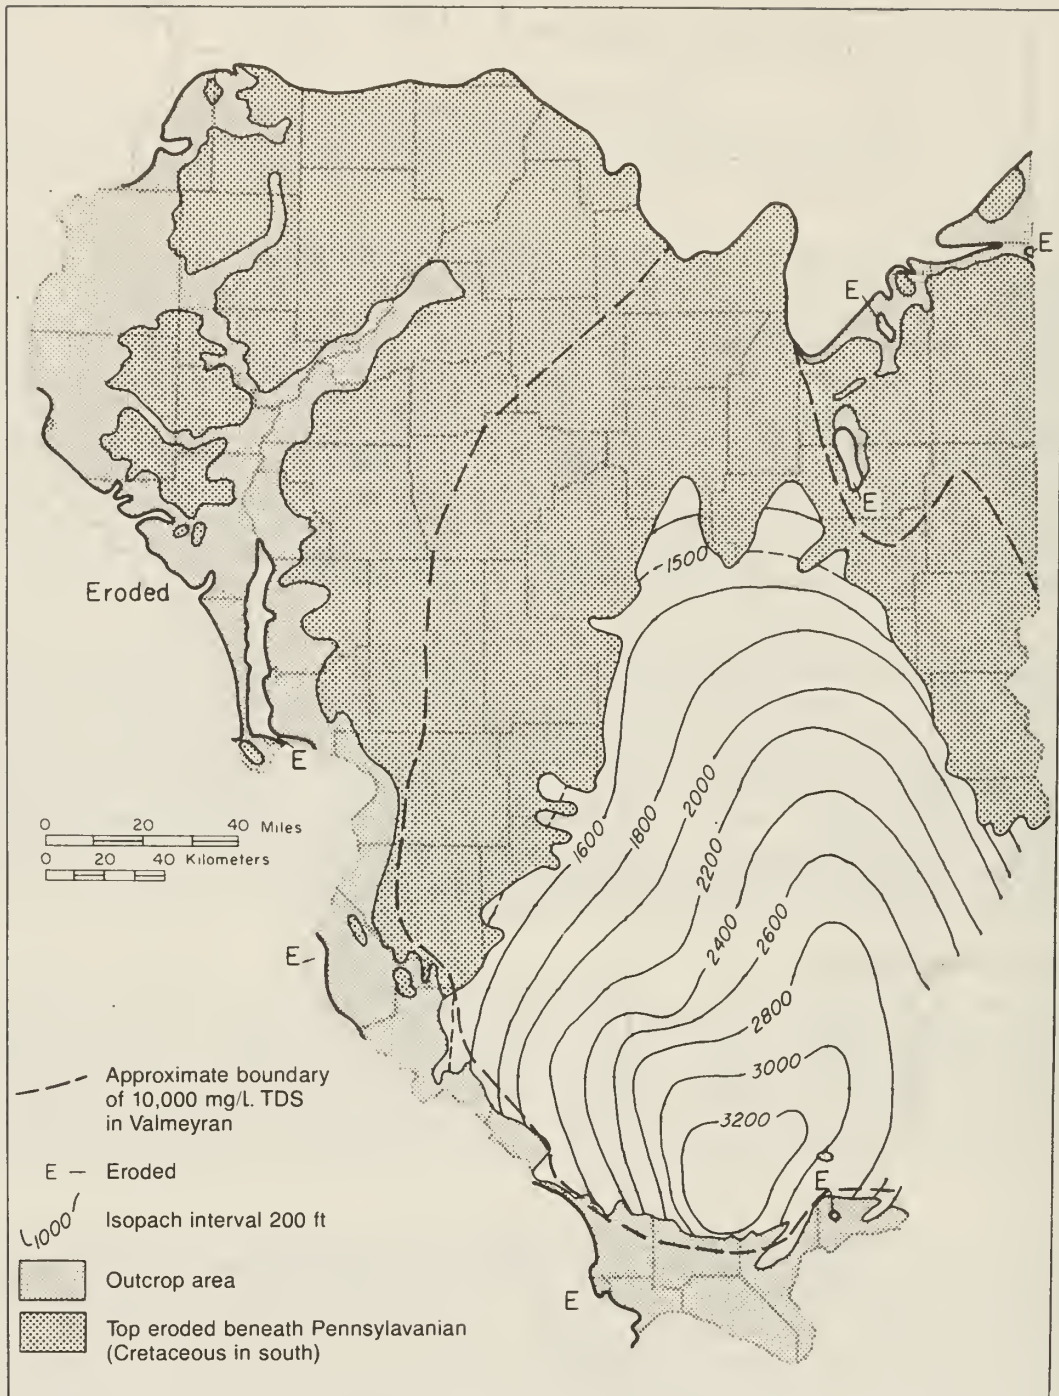 E
E
E
1500
Eroded
E
0 20 40 Miles
0 20 40 Kilometers
1600
1800
2000
2200
2400
2600
2800
3000
3200
E
Approximate boundary
of 10,000 mg/L. TDS
in Valmeyran
E – Eroded
E
1000
Isopach interval 200 ft
Outcrop area
E
Top eroded beneath Pennsylavanian
(Cretaceous in south)